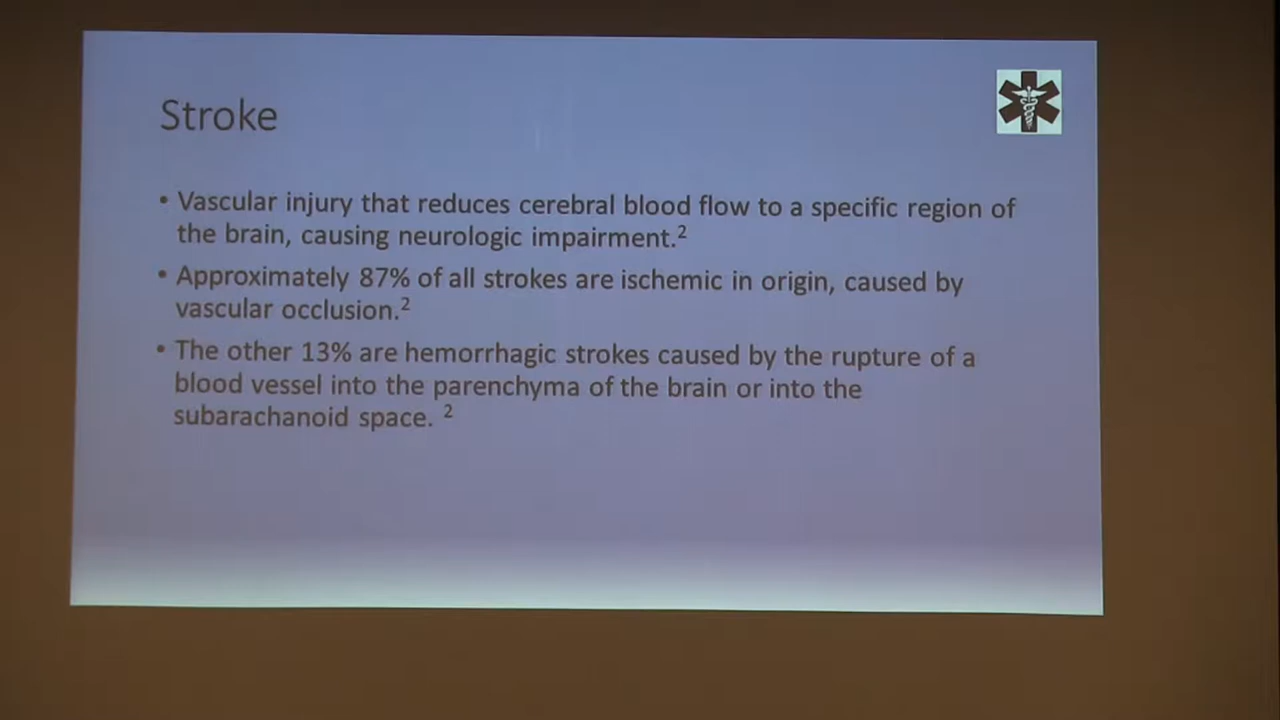 Stroke
• Vascular injury that reduces cerebral blood flow to a specific region of
the brain, causing neurologic impairment.2
• Approximately 87% of all strokes are ischemic in origin, caused by
vascular occlusion.2
• The other 13% are hemorrhagic strokes caused by the rupture of a
blood vessel into the parenchyma of the brain or into the
subarachanoid space. 2